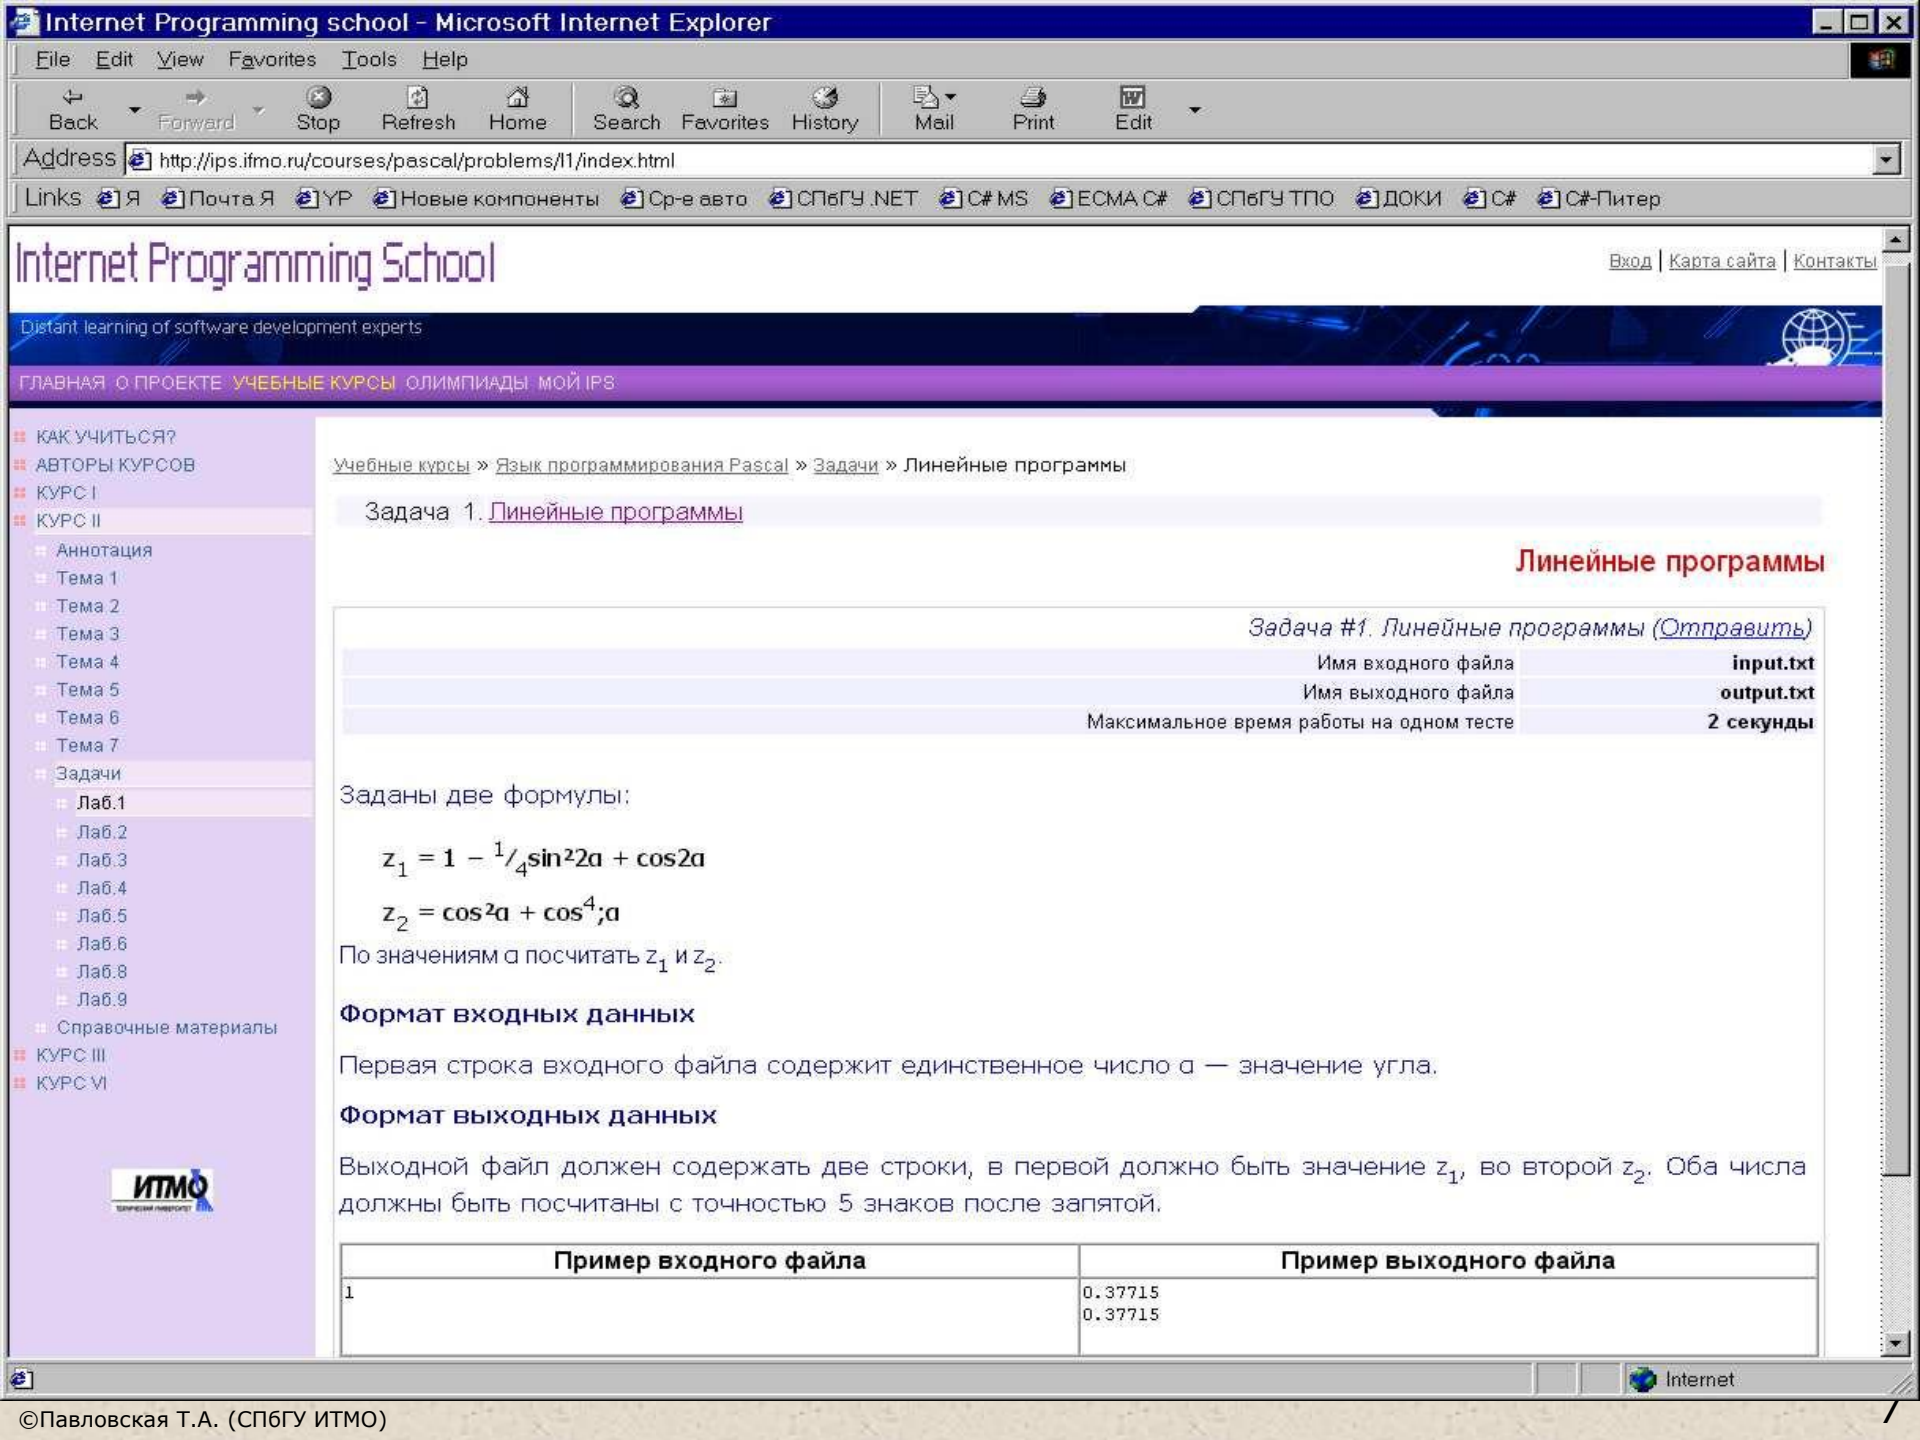 Internet Programming school - Microsoft Internet Explorer
File Edit View Favorites Tools Help
Back Forward Stop Refresh Home Search Favorites History Mail Print Edit
Address http://ips.ifmo.ru/courses/pascal/problems/l1/index.html
Links Я Почта Я YP Новые компоненты Ср-е авто СПбГУ.NET C# MS ECMA C# СПбГУ ТПО ДОКИ C# C#-Питер
Internet Programming School
Вход | Карта сайта | Контакты
Distant learning of software development experts
ГЛАВНАЯ О ПРОЕКТЕ УЧЕБНЫЕ КУРСЫ ОЛИМПИАДЫ МОЙ IPS
КАК УЧИТЬСЯ?
АВТОРЫ КУРСОВ
КУРС I
КУРС II
Аннотация
Тема 1
Тема 2
Тема 3
Тема 4
Тема 5
Тема 6
Тема 7
Задачи
Лаб.1
Лаб.2
Лаб.3
Лаб.4
Лаб.5
Лаб.6
Лаб.8
Лаб.9
Справочные материалы
КУРС III
КУРС VI
ИТМО
Учебные курсы » Язык программирования Pascal » Задачи » Линейные программы
Задача 1. Линейные программы
Линейные программы
Задача #1. Линейные программы (Отправить)
Имя входного файла input.txt
Имя выходного файла output.txt
Максимальное время работы на одном тесте 2 секунды
Заданы две формулы:
z₁ = 1 − ¹/₄sin²2α + cos2α
z₂ = cos²α + cos⁴;α
По значениям α посчитать z₁ и z₂.
Формат входных данных
Первая строка входного файла содержит единственное число α — значение угла.
Формат выходных данных
Выходной файл должен содержать две строки, в первой должно быть значение z₁, во второй z₂. Оба числа
должны быть посчитаны с точностью 5 знаков после запятой.
Пример входного файла Пример выходного файла
1 0.37715
0.37715
Internet
©Павловская Т.А. (СПбГУ ИТМО)
7